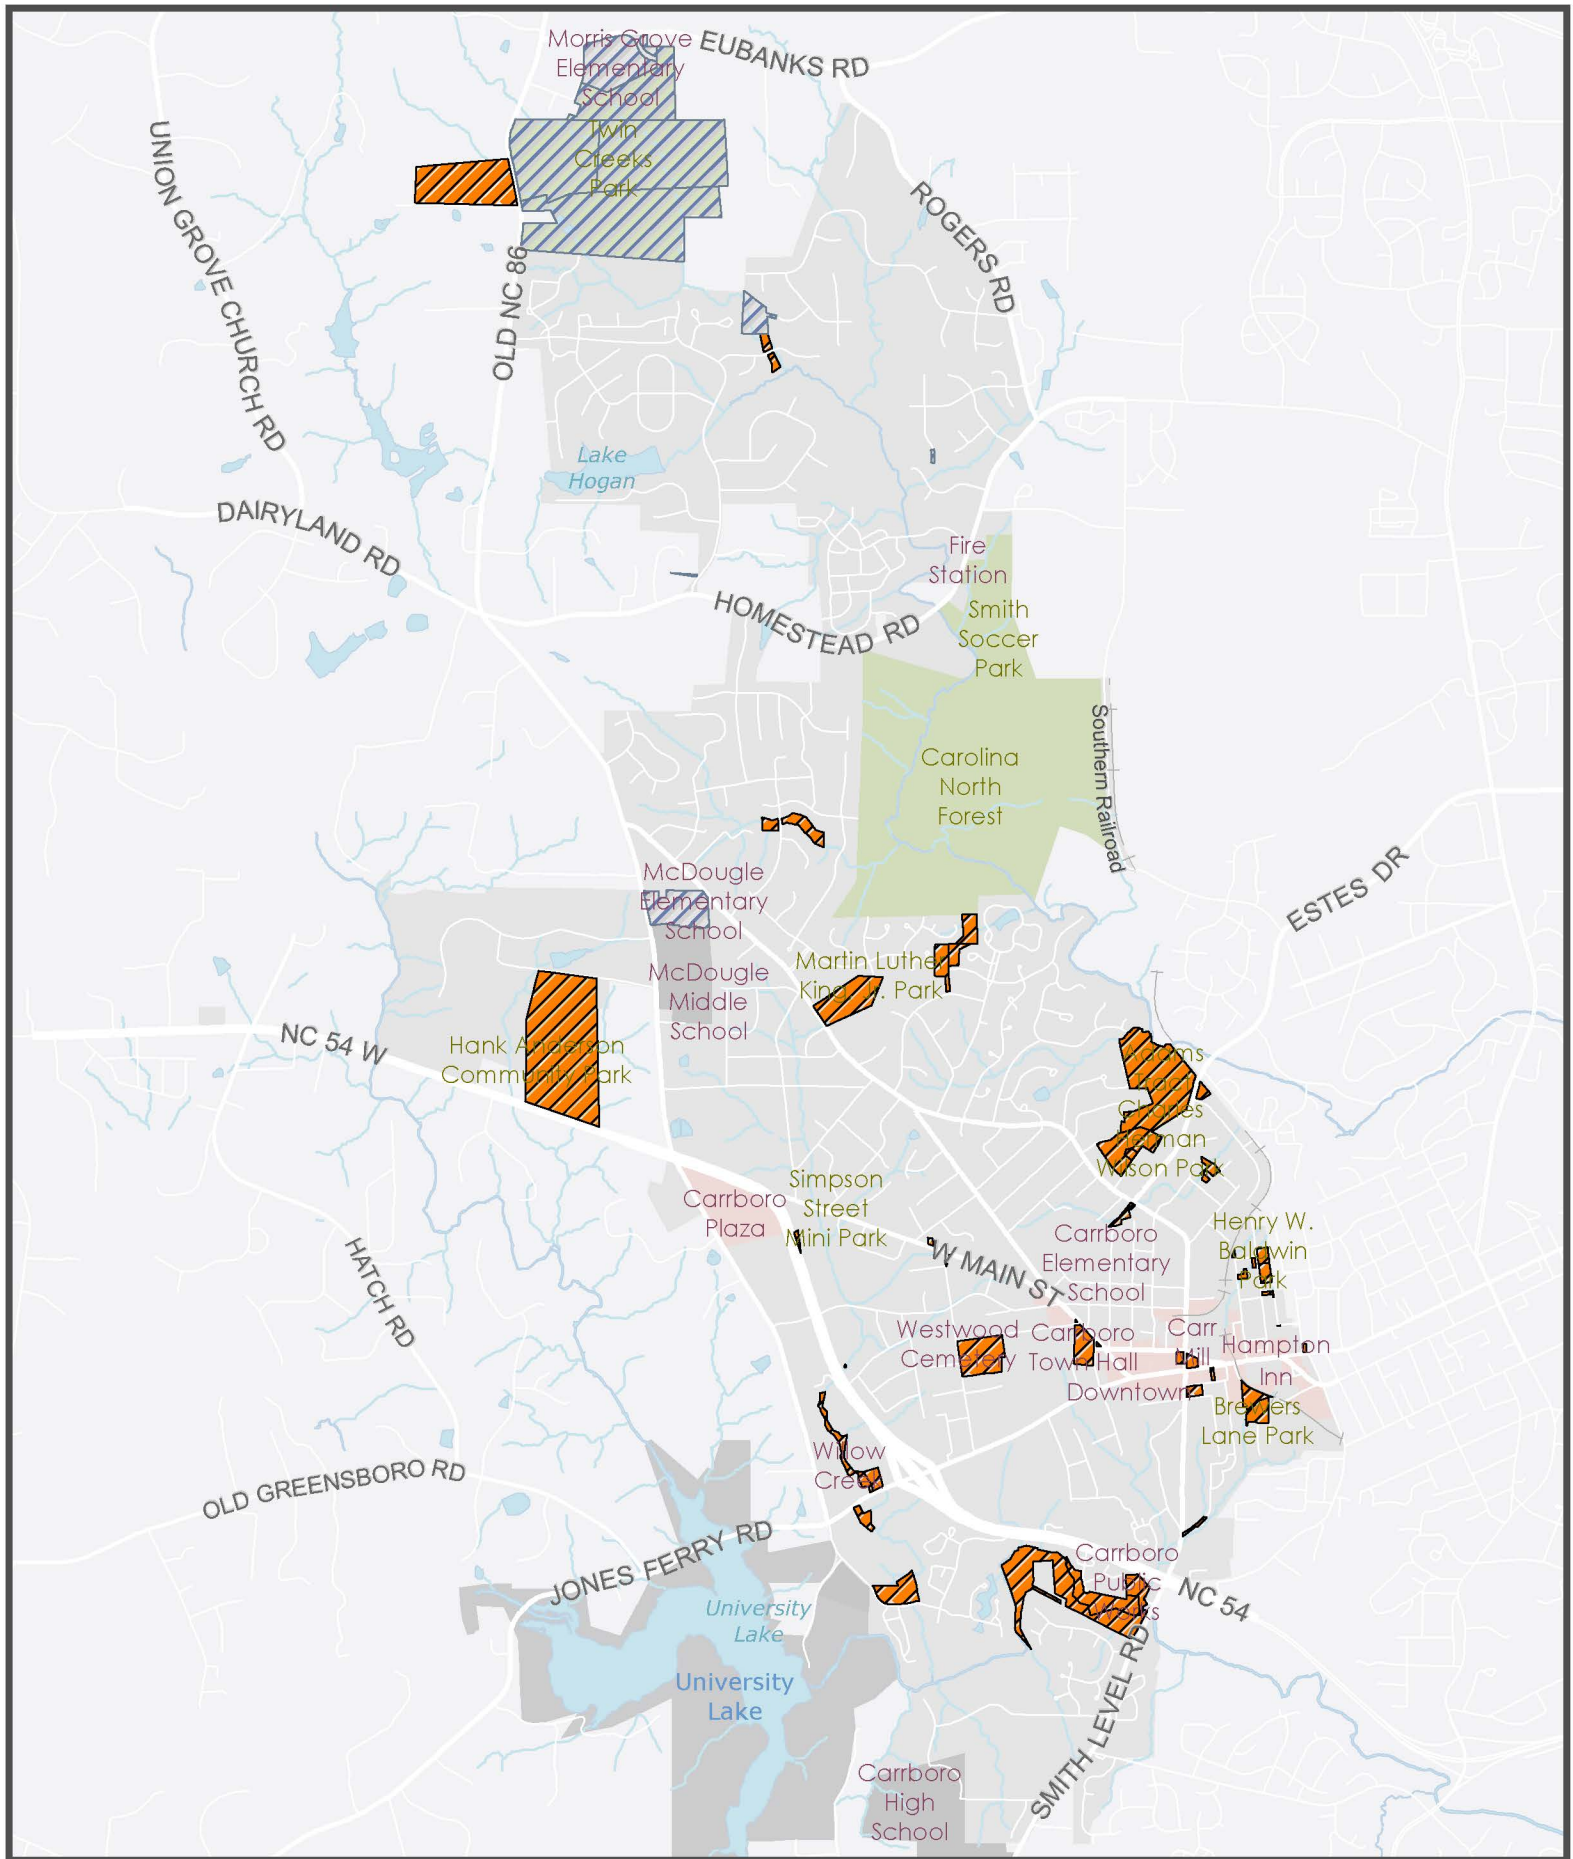 Morris Grove
Elementary
School
EUBANKS RD
Twin
Creeks
Park
UNION GROVE CHURCH RD
ROGERS RD
OLD NC 86
Lake
Hogan
DAIRYLAND RD
Fire
Station
HOMESTEAD RD
Smith
Soccer
Park
Southern Railroad
Carolina
North
Forest
McDougle
Elementary
School
ESTES DR
Martin Luther
King, Jr. Park
McDougle
Middle
School
NC 54 W
Hank Anderson
Community Park
Adams
Tract
Charles
Herman
Wilson Park
Simpson
Street
Mini Park
Carrboro
Plaza
Henry W.
Baldwin
Park
Carrboro
Elementary
School
HATCH RD
W MAIN ST
Westwood
Cemetery
Carrboro
Town Hall
Carr
Mill
Hampton
Inn
Downtown
Brewers
Lane Park
Willow
Creek
OLD GREENSBORO RD
JONES FERRY RD
Carrboro
Public
Works
NC 54
University
Lake
University
Lake
SMITH LEVEL RD
Carrboro
High
School